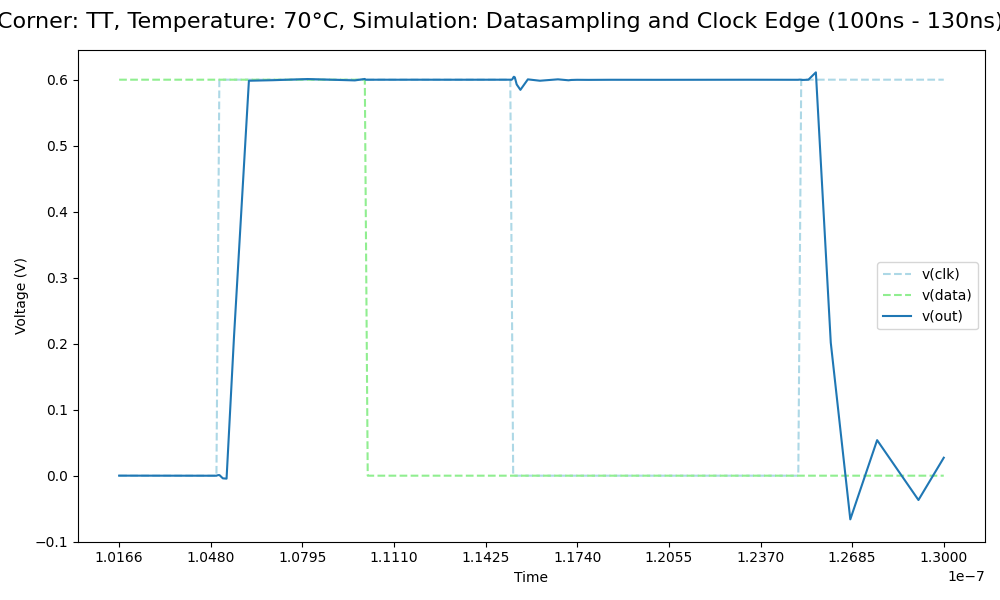 Corner: TT, Temperature: 70°C, Simulation: Datasampling and Clock Edge (100ns - 130ns)
0.6
0.5
0.4
0.3
0.2
0.1
0.0
−0.1
Voltage (V)
v(clk)
v(data)
v(out)
1.0166 1.0480 1.0795 1.1110 1.1425 1.1740 1.2055 1.2370 1.2685 1.3000
1e−7
Time